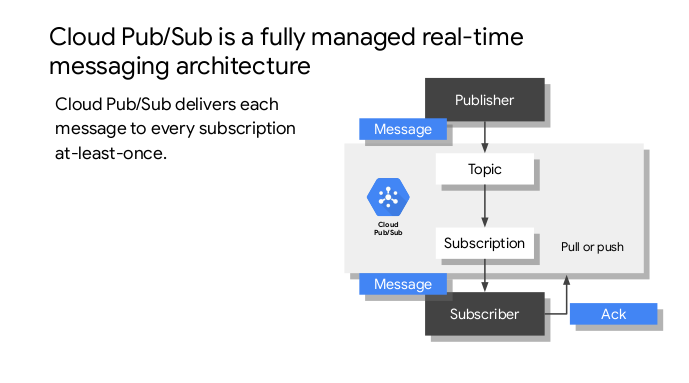 Cloud Pub/Sub is a fully managed real-time
messaging architecture
Cloud Pub/Sub delivers each
message to every subscription
at-least-once.
Publisher
Message
Topic
Cloud
Pub/Sub
Subscription
Pull or push
Message
Subscriber
Ack